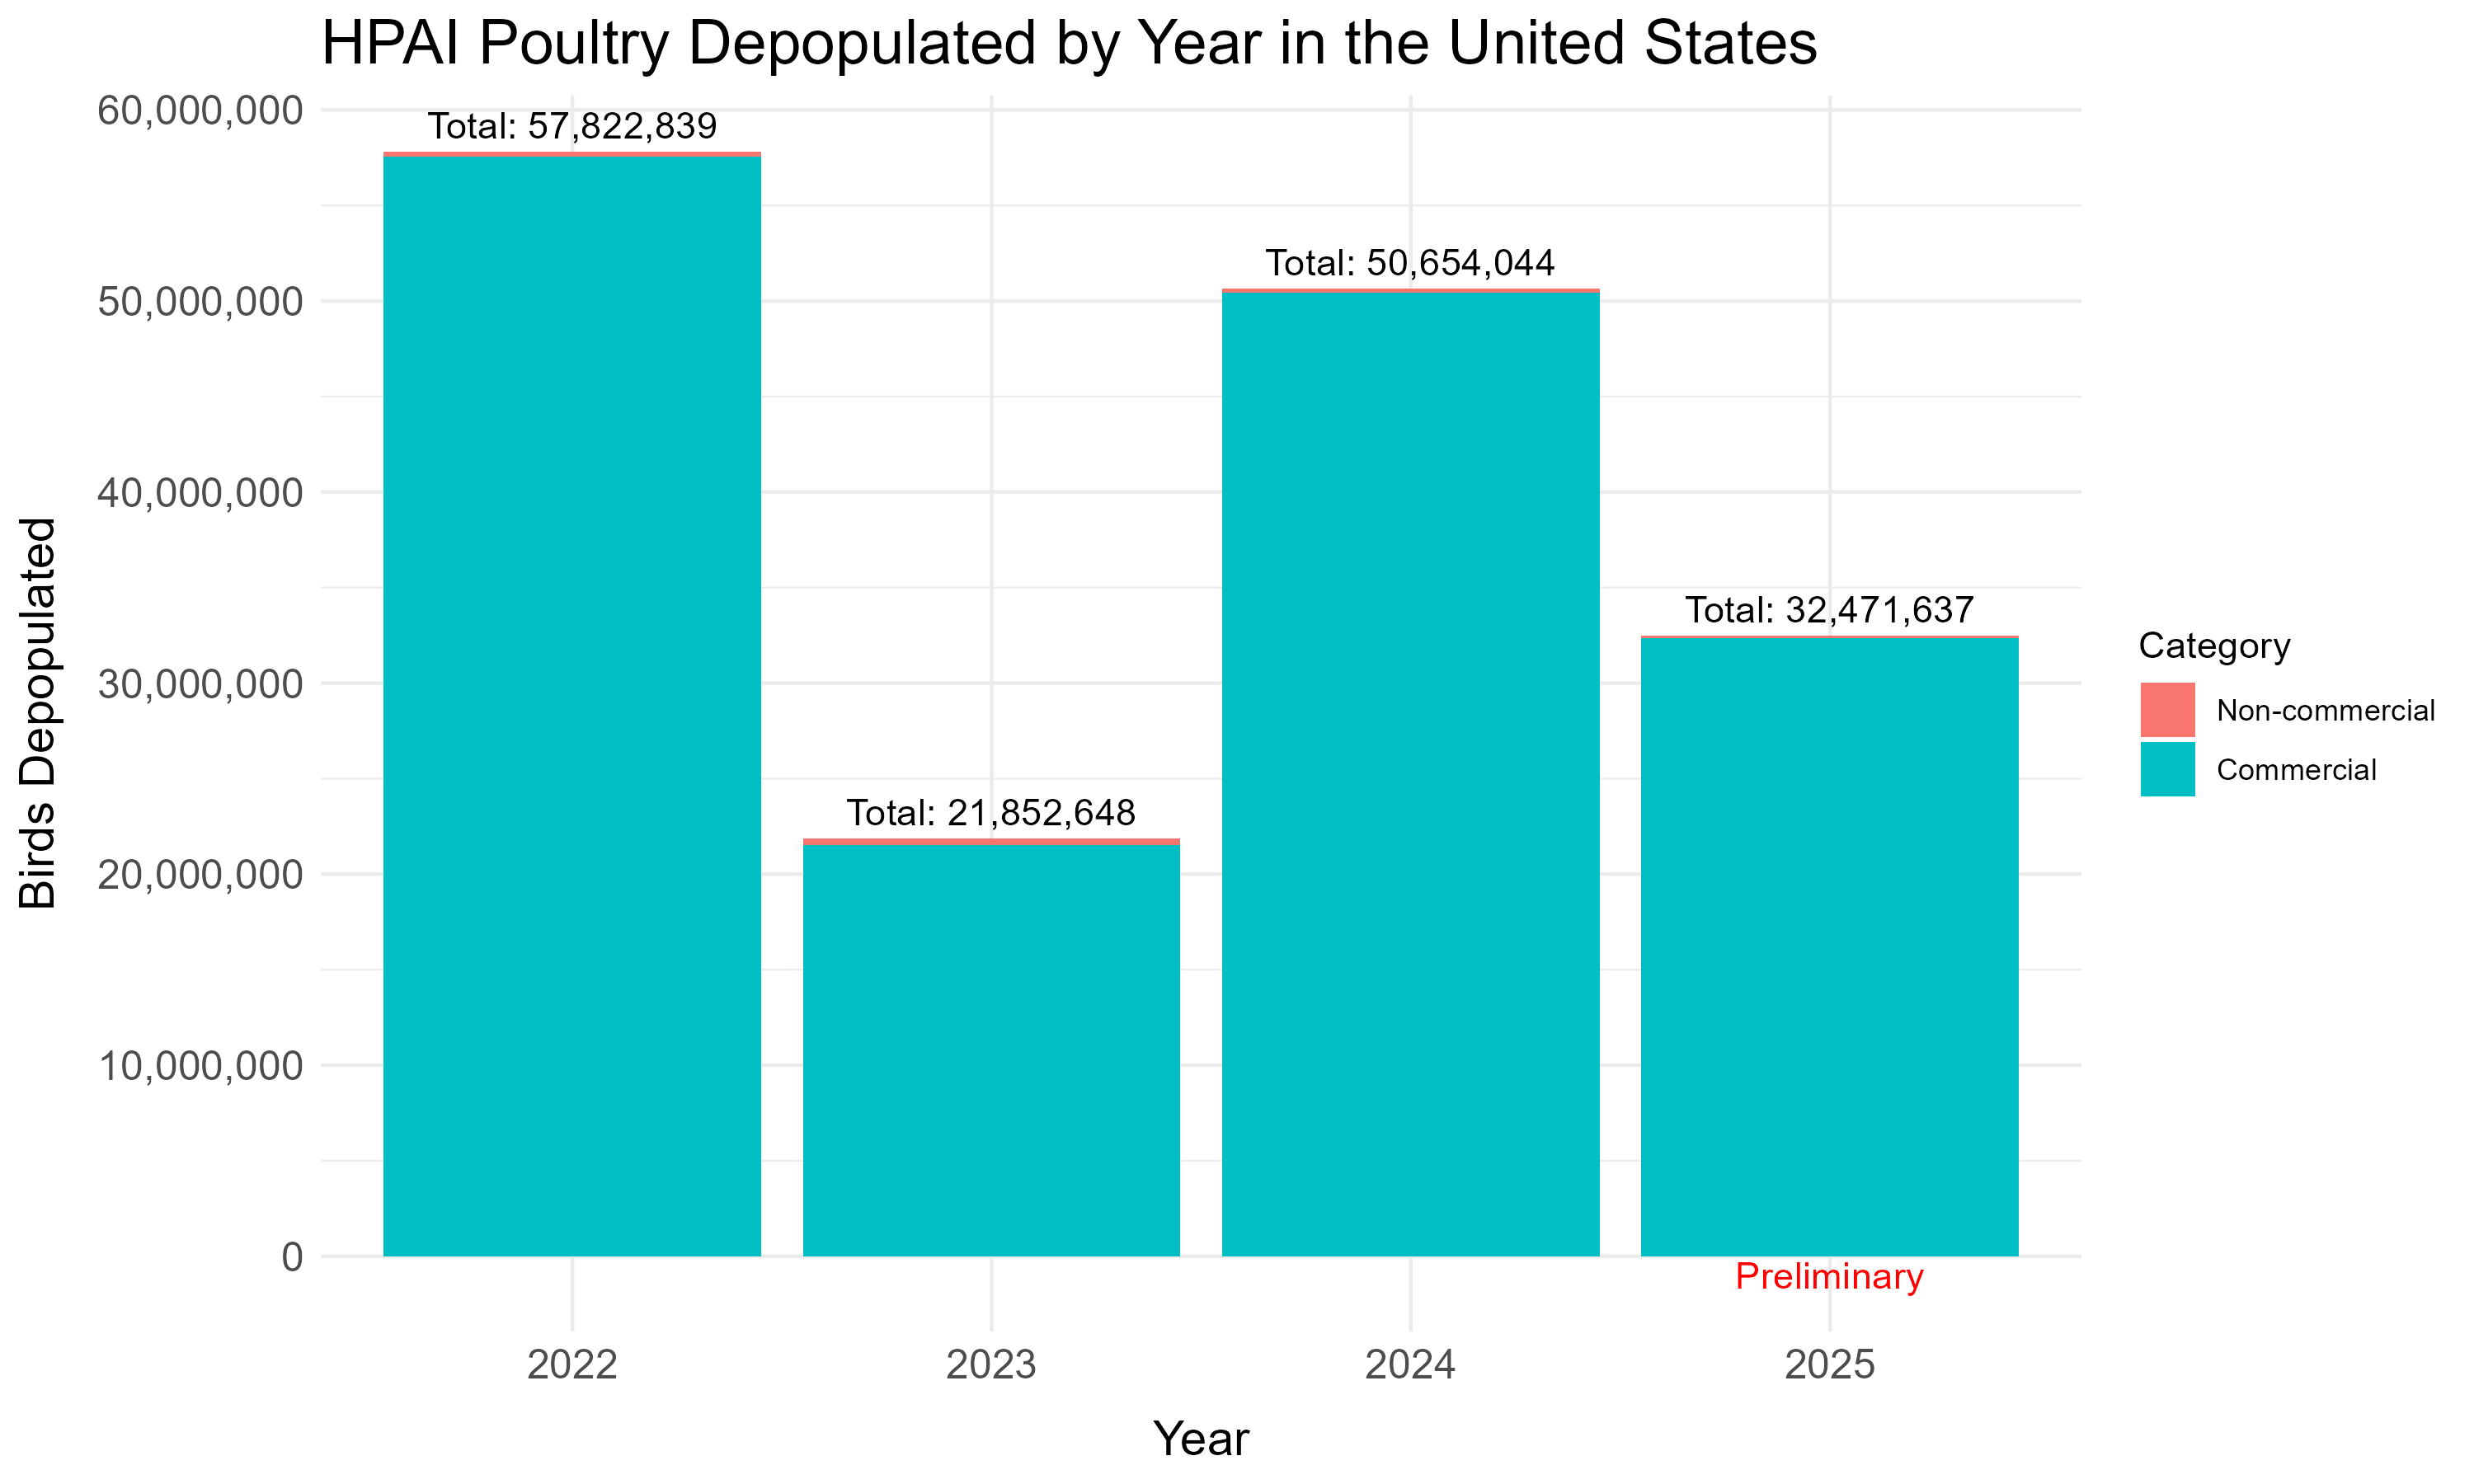 HPAI Poultry Depopulated by Year in the United States
Birds Depopulated
60,000,000
50,000,000
40,000,000
30,000,000
20,000,000
10,000,000
0
Total: 57,822,839
Total: 21,852,648
Total: 50,654,044
Total: 32,471,637
Preliminary
2022
2023
2024
2025
Year
Category
Non-commercial
Commercial